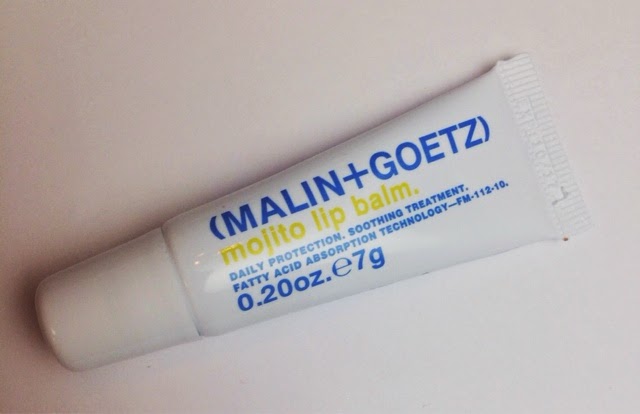 (MALIN+GOETZ)
mojito lip balm.
DAILY PROTECTION. SOOTHING TREATMENT.
FATTY ACID ABSORPTION TECHNOLOGY—FM-112-10.
0.20oz.℮7g